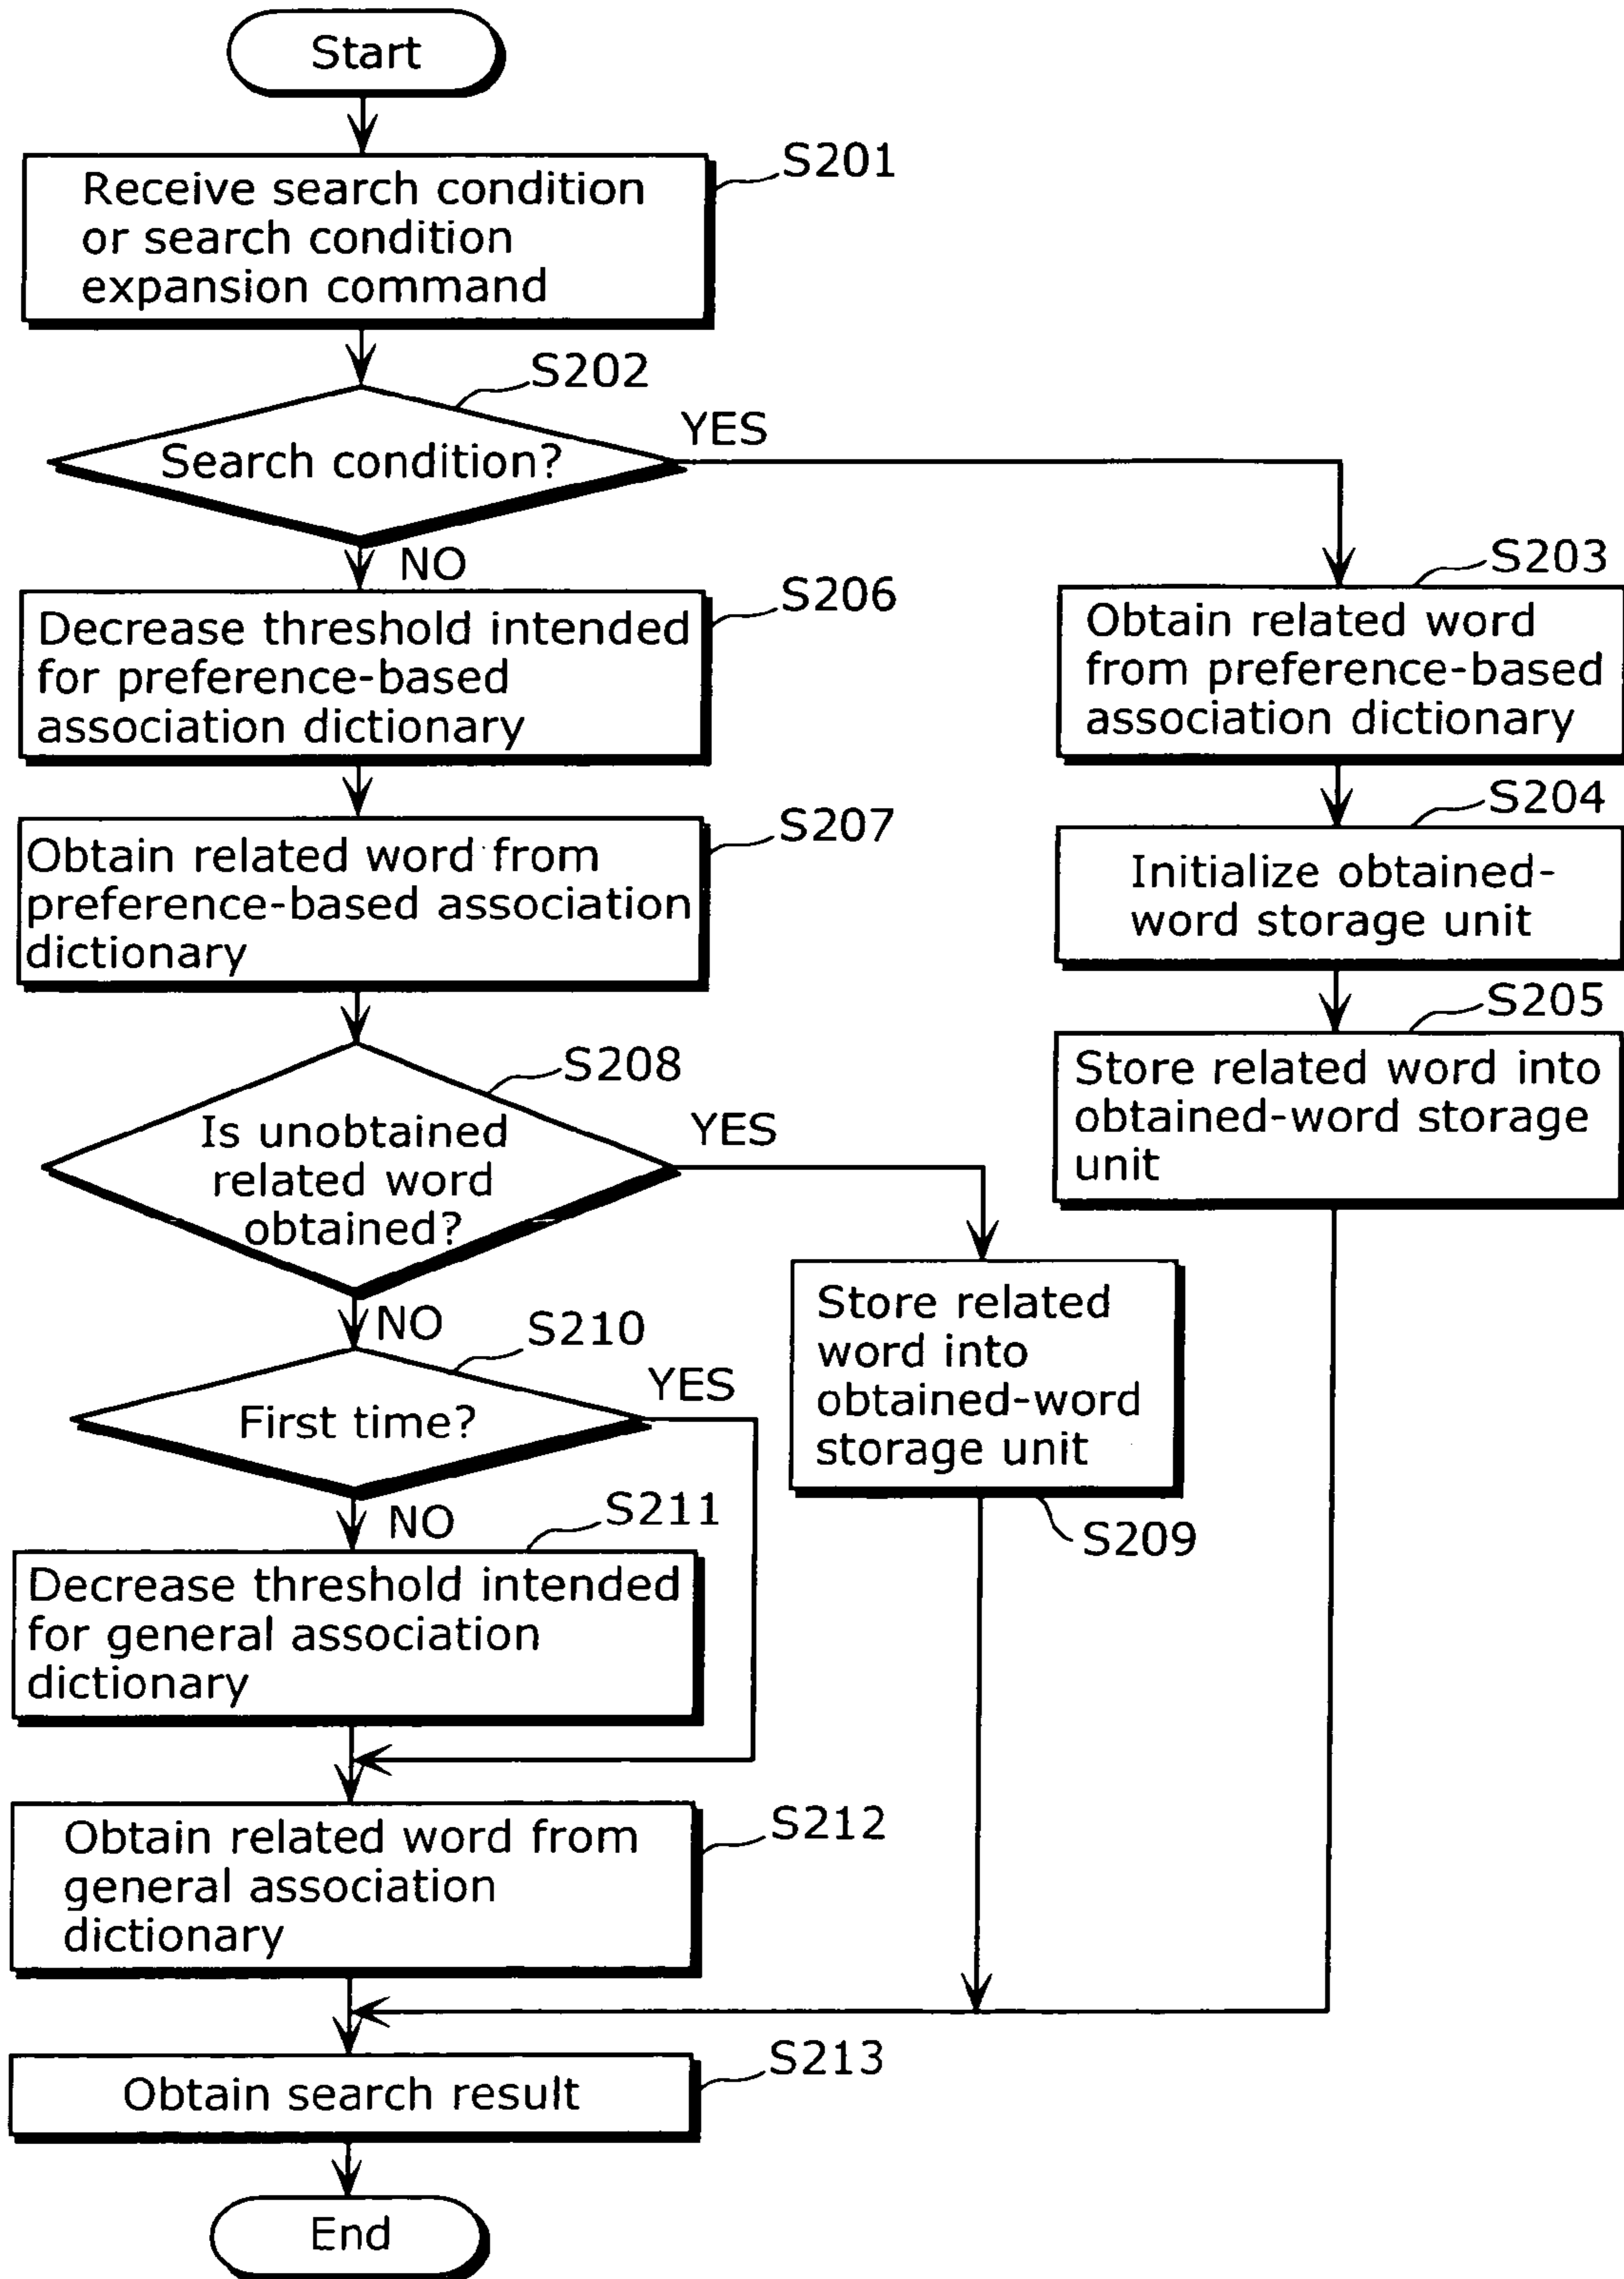 Start
S201
Receive search condition
or search condition
expansion command
S202
Search condition?
YES
NO
S203
Obtain related word
from preference-based
association dictionary
S206
Decrease threshold intended
for preference-based
association dictionary
S204
Initialize obtained-
word storage unit
S207
Obtain related word from
preference-based association
dictionary
S205
Store related word into
obtained-word storage
unit
S208
Is unobtained
related word
obtained?
YES
NO
Store related
word into
obtained-word
storage unit
S209
S210
First time?
YES
NO
S211
Decrease threshold intended
for general association
dictionary
S212
Obtain related word from
general association
dictionary
S213
Obtain search result
End